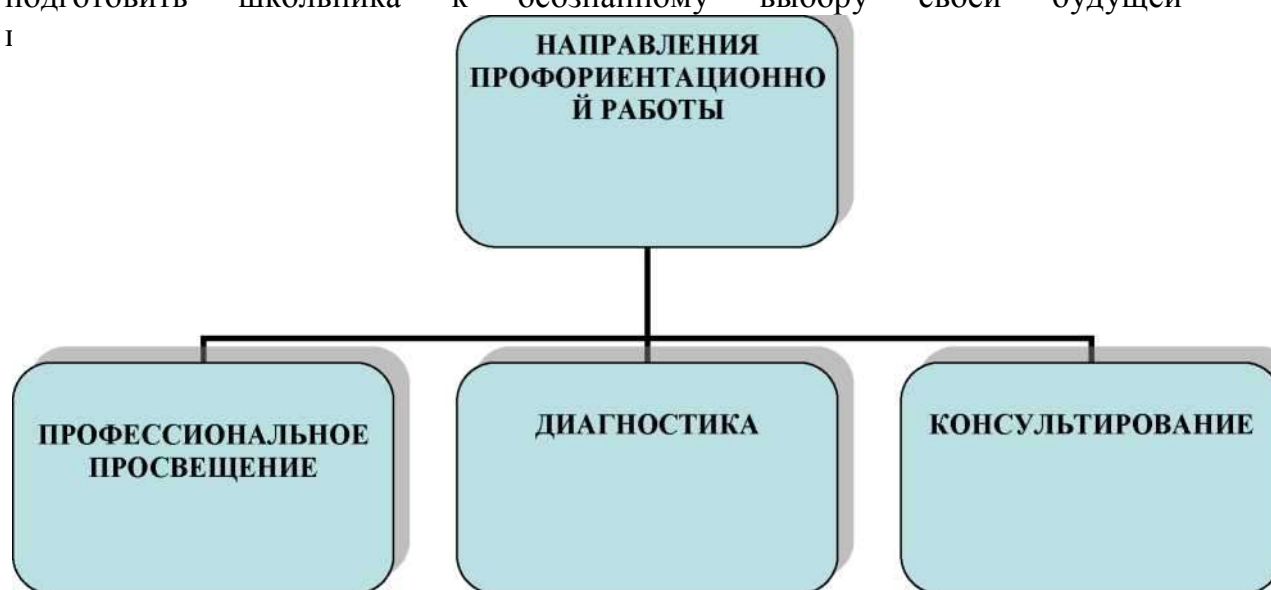 подготовить школьника к осознанному выбору своей будущей
НАПРАВЛЕНИЯ
ПРОФОРИЕНТАЦИОННО
Й РАБОТЫ
ПРОФЕССИОНАЛЬНОЕ
ПРОСВЕЩЕНИЕ
ДИАГНОСТИКА
КОНСУЛЬТИРОВАНИЕ